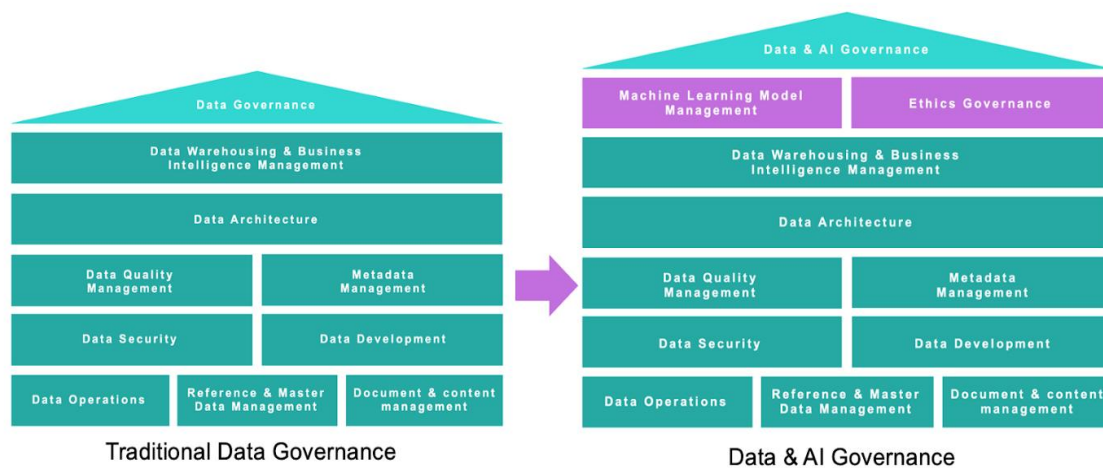 Data Governance
Data Warehousing & Business
Intelligence Management
Data Architecture
Data Quality
Management
Metadata
Management
Data Security
Data Development
Data Operations
Reference & Master
Data Management
Document & content
management
Traditional Data Governance
Data & AI Governance
Machine Learning Model
Management
Ethics Governance
Data Warehousing & Business
Intelligence Management
Data Architecture
Data Quality
Management
Metadata
Management
Data Security
Data Development
Data Operations
Reference & Master
Data Management
Document & content
management
Data & AI Governance